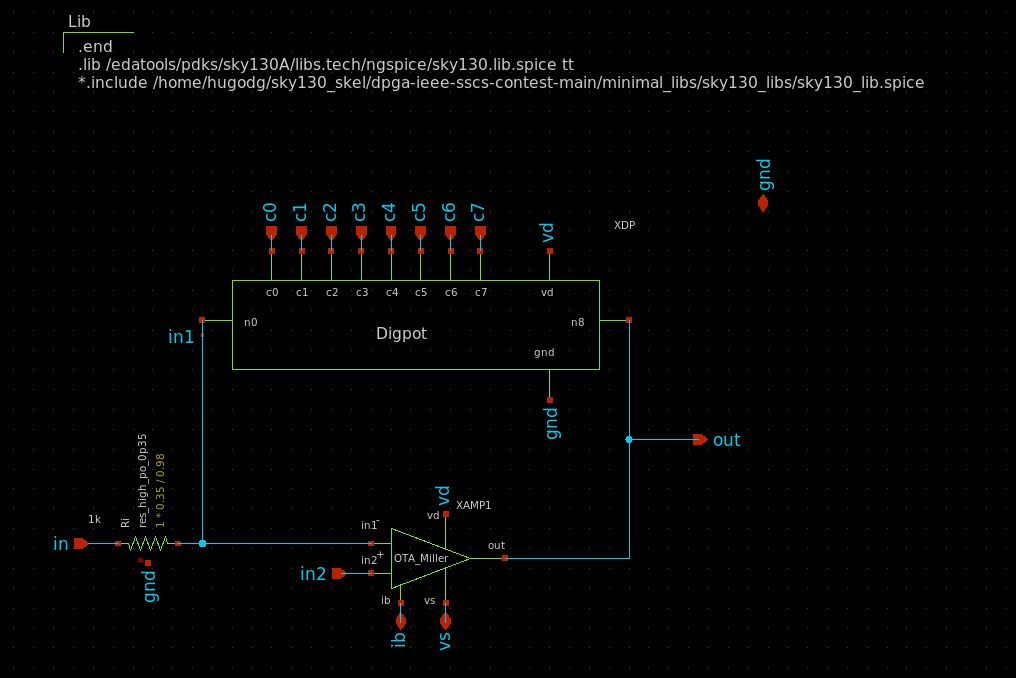 Lib
.end
.lib /edatools/pdks/sky130A/libs.tech/ngspice/sky130.lib.spice tt
*.include /home/hugodg/sky130_skel/dpga-ieee-sscs-contest-main/minimal_libs/sky130_libs/sky130_lib.spice
gnd
c0 c1 c2 c3 c4 c5 c6 c7 vd
XDP
c0 c1 c2 c3 c4 c5 c6 c7 vd
n0 n8
Digpot
in1
gnd
gnd
out
res_high_po_0p35
1 * 0.35 / 0.98
Ri
1k
in
gnd
vd
XAMP1
vd
in1-
out
in2+
OTA_Miller
in2
ib vs
ib vs